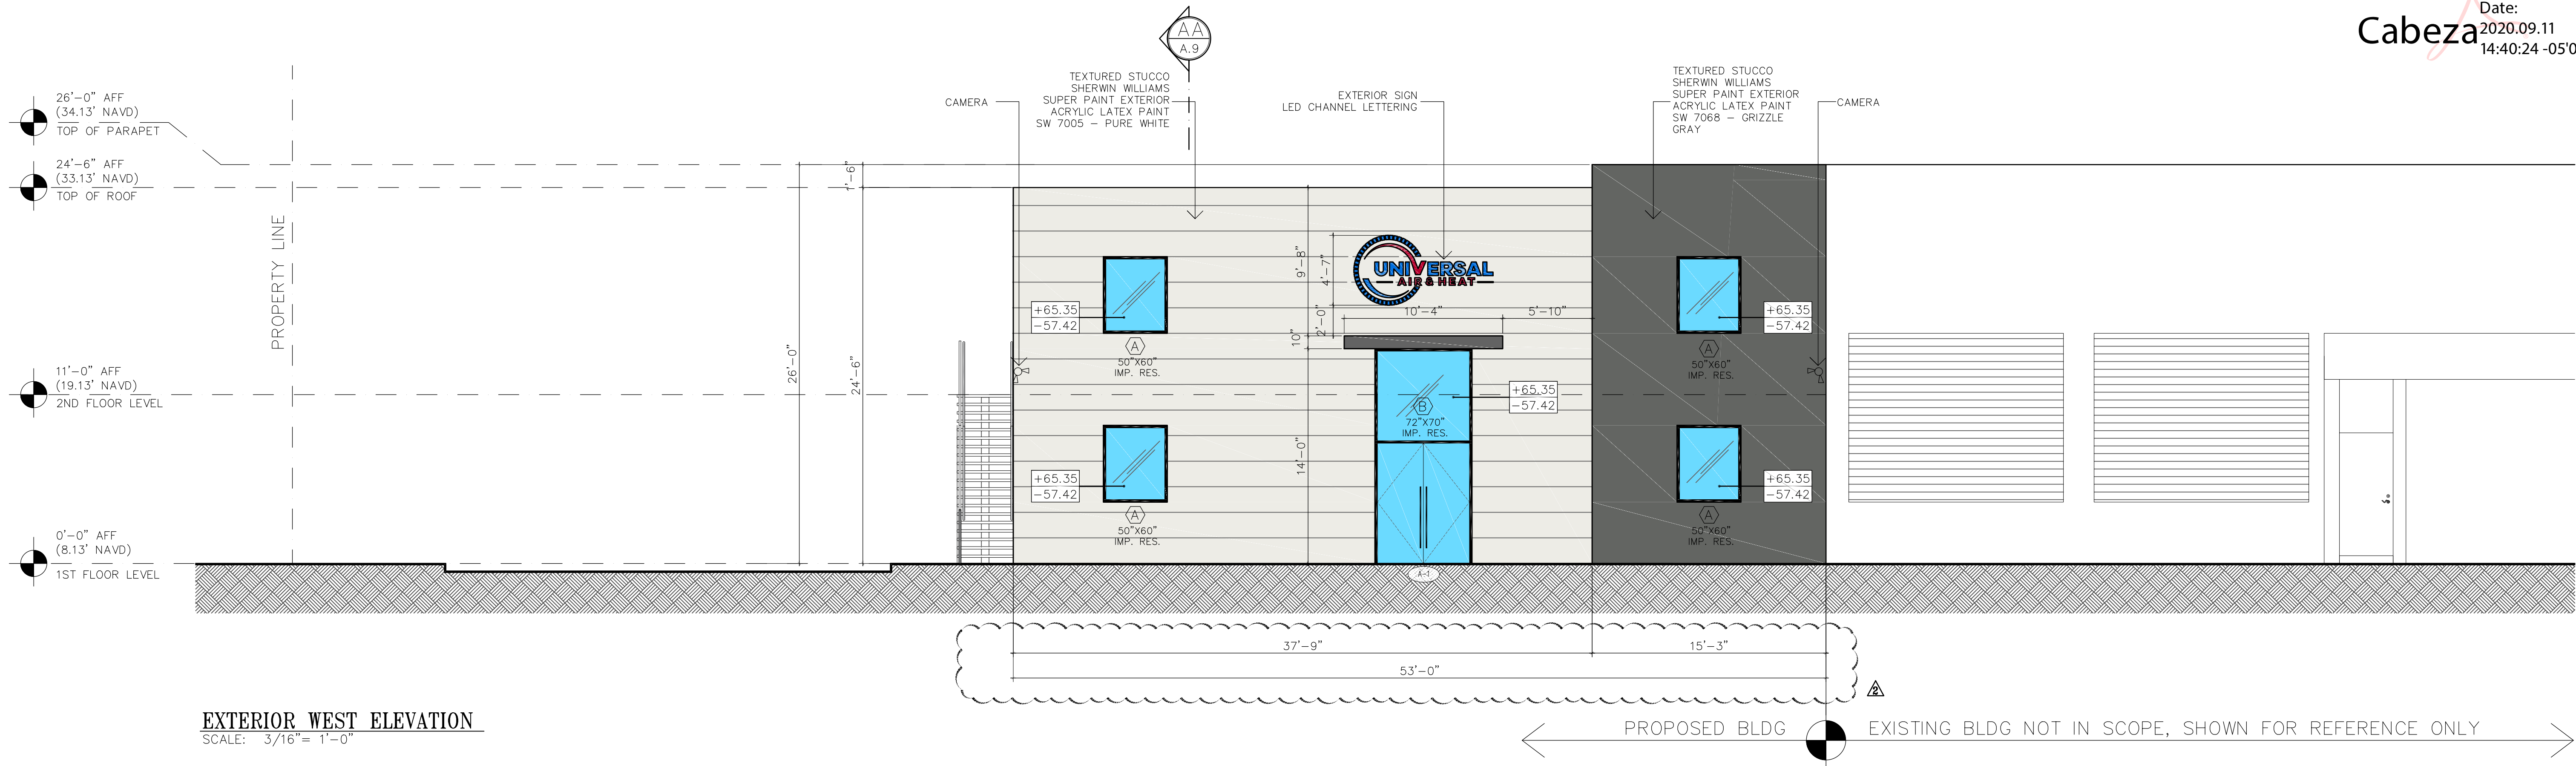 Cabeza
Date:
2020.09.11
14:40:24 -05'0
AA
A.9
26'-0" AFF
(34.13' NAVD)
TOP OF PARAPET
24'-6" AFF
(33.13' NAVD)
TOP OF ROOF
11'-0" AFF
(19.13' NAVD)
2ND FLOOR LEVEL
0'-0" AFF
(8.13' NAVD)
1ST FLOOR LEVEL
PROPERTY LINE
CAMERA
TEXTURED STUCCO
SHERWIN WILLIAMS
SUPER PAINT EXTERIOR
ACRYLIC LATEX PAINT
SW 7005 - PURE WHITE
EXTERIOR SIGN
LED CHANNEL LETTERING
TEXTURED STUCCO
SHERWIN WILLIAMS
SUPER PAINT EXTERIOR
ACRYLIC LATEX PAINT
SW 7068 - GRIZZLE
GRAY
CAMERA
26'-0"
1'-6"
24'-6"
9'-8"
4'-7"
2'-0"
10"
14'-0"
UNIVERSAL
AIR & HEAT
10'-4"
5'-10"
+65.35
-57.42
A
50"X60"
IMP. RES.
+65.35
-57.42
A
50"X60"
IMP. RES.
B
72"X70"
IMP. RES.
+65.35
-57.42
A-1
+65.35
-57.42
A
50"X60"
IMP. RES.
+65.35
-57.42
A
50"X60"
IMP. RES.
37'-9"
15'-3"
53'-0"
2
EXTERIOR WEST ELEVATION
SCALE: 3/16"= 1'-0"
PROPOSED BLDG
EXISTING BLDG NOT IN SCOPE, SHOWN FOR REFERENCE ONLY